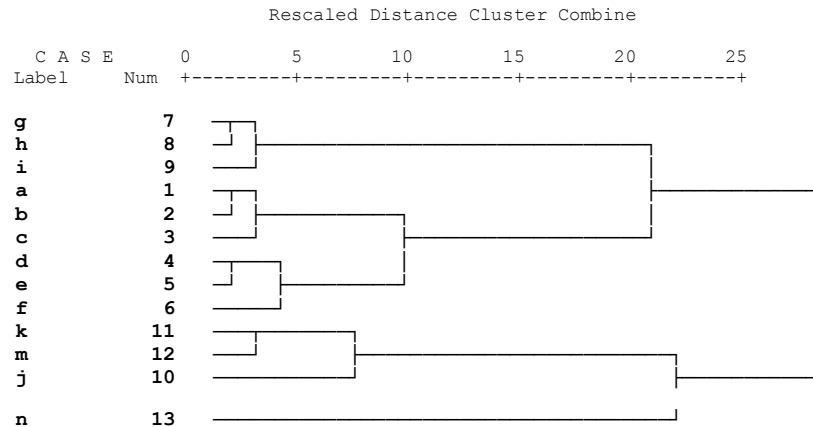 Rescaled Distance Cluster Combine
C A S E 0 5 10 15 20 25
Label Num +---------+---------+---------+---------+---------+
g 7
h 8
i 9
a 1
b 2
c 3
d 4
e 5
f 6
k 11
m 12
j 10
n 13